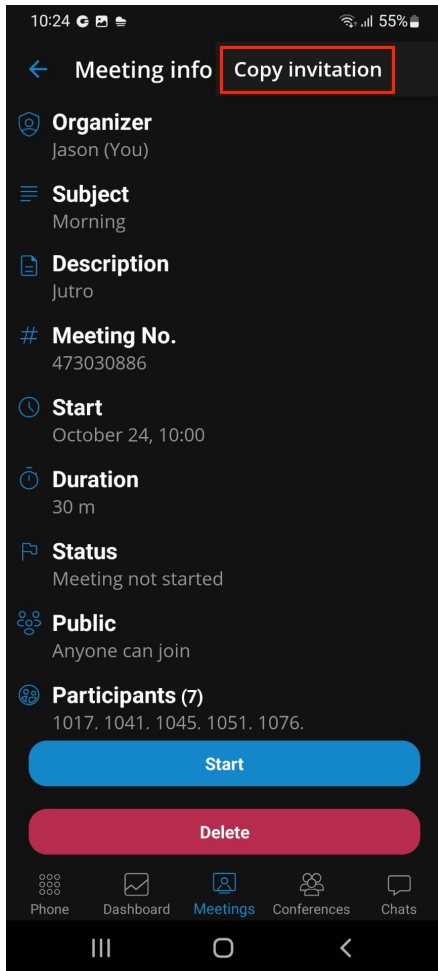 10:24 G 55%
Meeting info Copy invitation
Organizer
Jason (You)
Subject
Morning
Description
Jutro
# Meeting No.
473030886
Start
October 24, 10:00
Duration
30 m
Status
Meeting not started
Public
Anyone can join
Participants (7)
1017. 1041. 1045. 1051. 1076.
Start
Delete
Phone Dashboard Meetings Conferences Chats